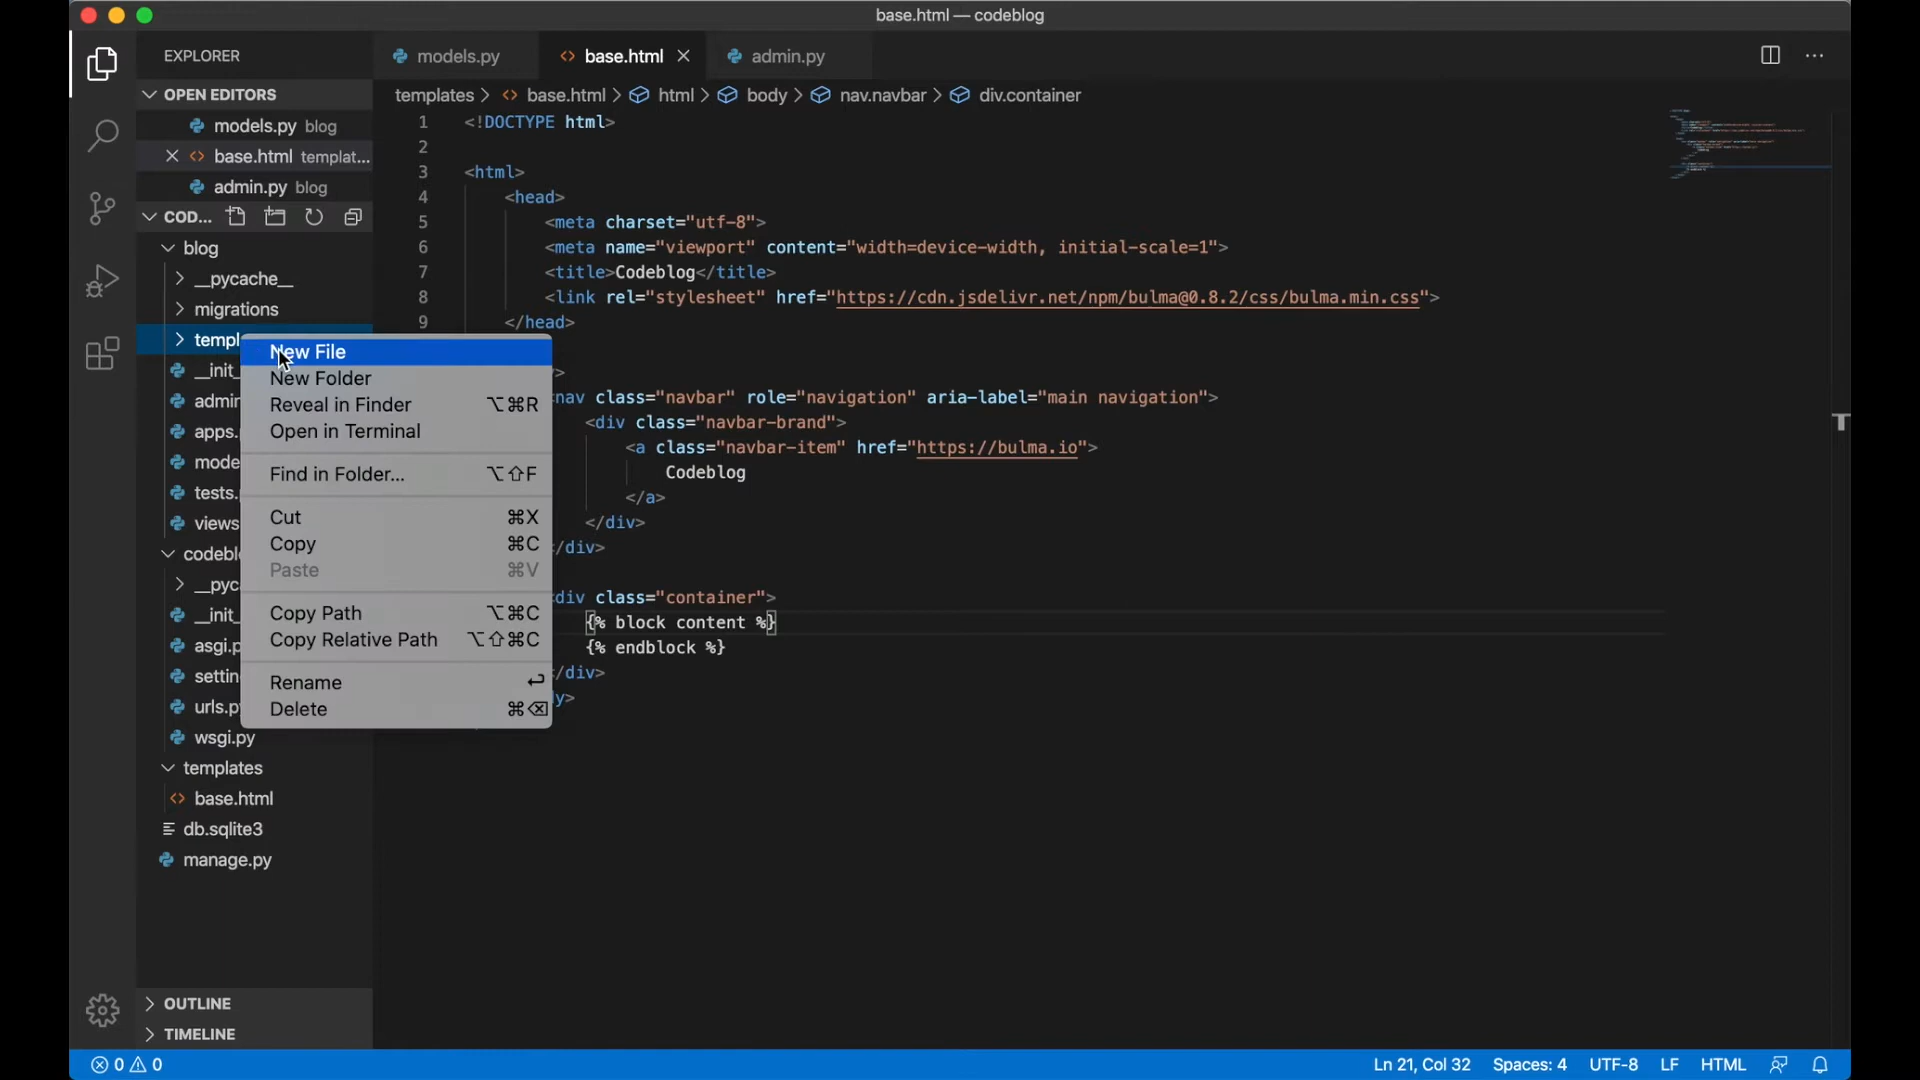 base.html — codeblog
EXPLORER
models.py
base.html
admin.py
OPEN EDITORS
models.py blog
base.html templat...
admin.py blog
COD...
blog
__pycache__
migrations
templ
__init_
admin
apps.
mode
tests.
views
codebl
__pyc
__init_
asgi.p
settin
urls.p
wsgi.py
templates
base.html
db.sqlite3
manage.py
OUTLINE
TIMELINE
New File
New Folder
Reveal in Finder ⌥⌘R
Open in Terminal
Find in Folder... ⌥⇧F
Cut ⌘X
Copy ⌘C
Paste ⌘V
Copy Path ⌥⌘C
Copy Relative Path ⌥⇧⌘C
Rename ↩
Delete ⌘⌫
templates > base.html > html > body > nav.navbar > div.container
1 <!DOCTYPE html>
2
3 <html>
4 <head>
5 <meta charset="utf-8">
6 <meta name="viewport" content="width=device-width, initial-scale=1">
7 <title>Codeblog</title>
8 <link rel="stylesheet" href="https://cdn.jsdelivr.net/npm/bulma@0.8.2/css/bulma.min.css">
9 </head>
>
nav class="navbar" role="navigation" aria-label="main navigation">
<div class="navbar-brand">
<a class="navbar-item" href="https://bulma.io">
Codeblog
</a>
</div>
/div>
div class="container">
{% block content %}
{% endblock %}
/div>
y>
0 0
Ln 21, Col 32 Spaces: 4 UTF-8 LF HTML